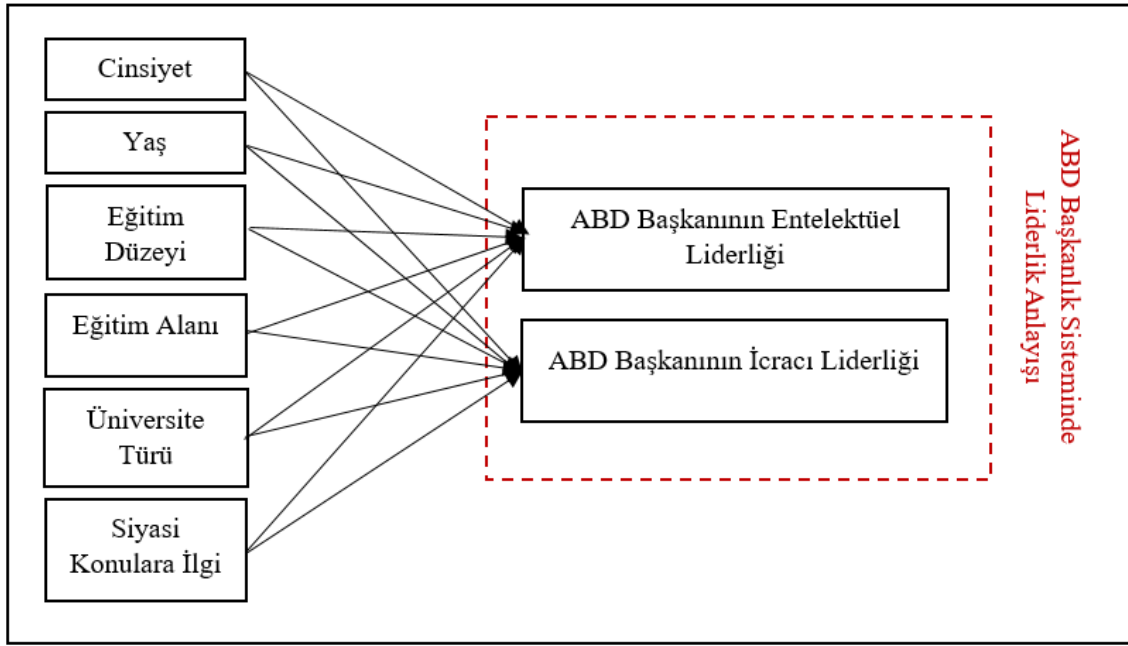 Cinsiyet
Yaş
Eğitim
Düzeyi
Eğitim Alanı
Üniversite
Türü
Siyasi
Konulara İlgi
ABD Başkanının Entelektüel
Liderliği
ABD Başkanının İcracı Liderliği
ABD Başkanlık Sisteminde
Liderlik Anlayışı